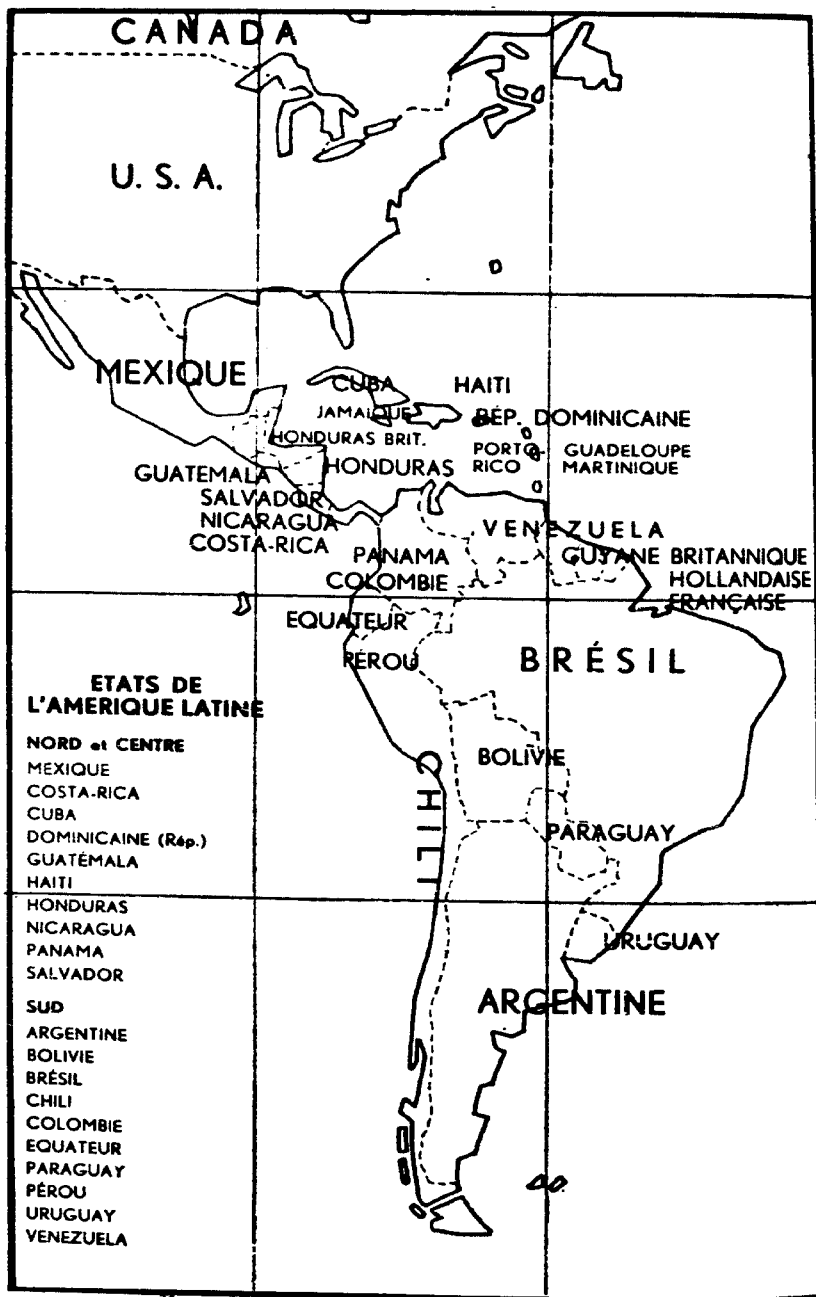 CANADA
U. S. A.
MEXIQUE
CUBA
HAITI
JAMAÏQUE
RÉP. DOMINICAINE
HONDURAS BRIT.
PORTO-
RICO
GUADELOUPE
MARTINIQUE
GUATEMALA
HONDURAS
SALVADOR
NICARAGUA
COSTA-RICA
VENEZUELA
PANAMA
COLOMBIE
GUYANE BRITANNIQUE
HOLLANDAISE
FRANÇAISE
EQUATEUR
PÉROU
BRÉSIL
BOLIVIE
CHILI
PARAGUAY
URUGUAY
ARGENTINE
ETATS DE
L'AMERIQUE LATINE
NORD et CENTRE
MEXIQUE
COSTA-RICA
CUBA
DOMINICAINE (Rép.)
GUATÉMALA
HAITI
HONDURAS
NICARAGUA
PANAMA
SALVADOR
SUD
ARGENTINE
BOLIVIE
BRÉSIL
CHILI
COLOMBIE
EQUATEUR
PARAGUAY
PÉROU
URUGUAY
VENEZUELA